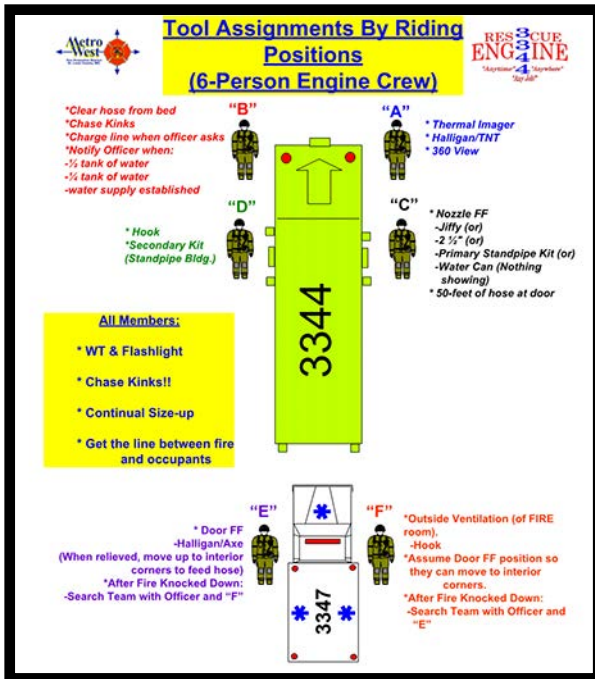 Metro West
Tool Assignments By Riding
Positions
(6-Person Engine Crew)
RESCUE
ENGINE
3344
"Anytime" "Anywhere"
"Any Job!"
"B"
*Clear hose from bed
*Chase Kinks
*Charge line when officer asks
*Notify Officer when:
-½ tank of water
-¼ tank of water
-water supply established
"A"
* Thermal Imager
* Halligan/TNT
* 360 View
"D"
* Hook
*Secondary Kit
(Standpipe Bldg.)
"C"
* Nozzle FF
-Jiffy (or)
-2 ½" (or)
-Primary Standpipe Kit (or)
-Water Can (Nothing
showing)
* 50-feet of hose at door
3344
All Members:
* WT & Flashlight
* Chase Kinks!!
* Continual Size-up
* Get the line between fire
and occupants
"E"
* Door FF
-Halligan/Axe
(When relieved, move up to interior
corners to feed hose)
*After Fire Knocked Down:
-Search Team with Officer and "F"
"F"
*Outside Ventilation (of FIRE
room).
-Hook
*Assume Door FF position so
they can move to interior
corners.
*After Fire Knocked Down:
-Search Team with Officer and
"E"
3347